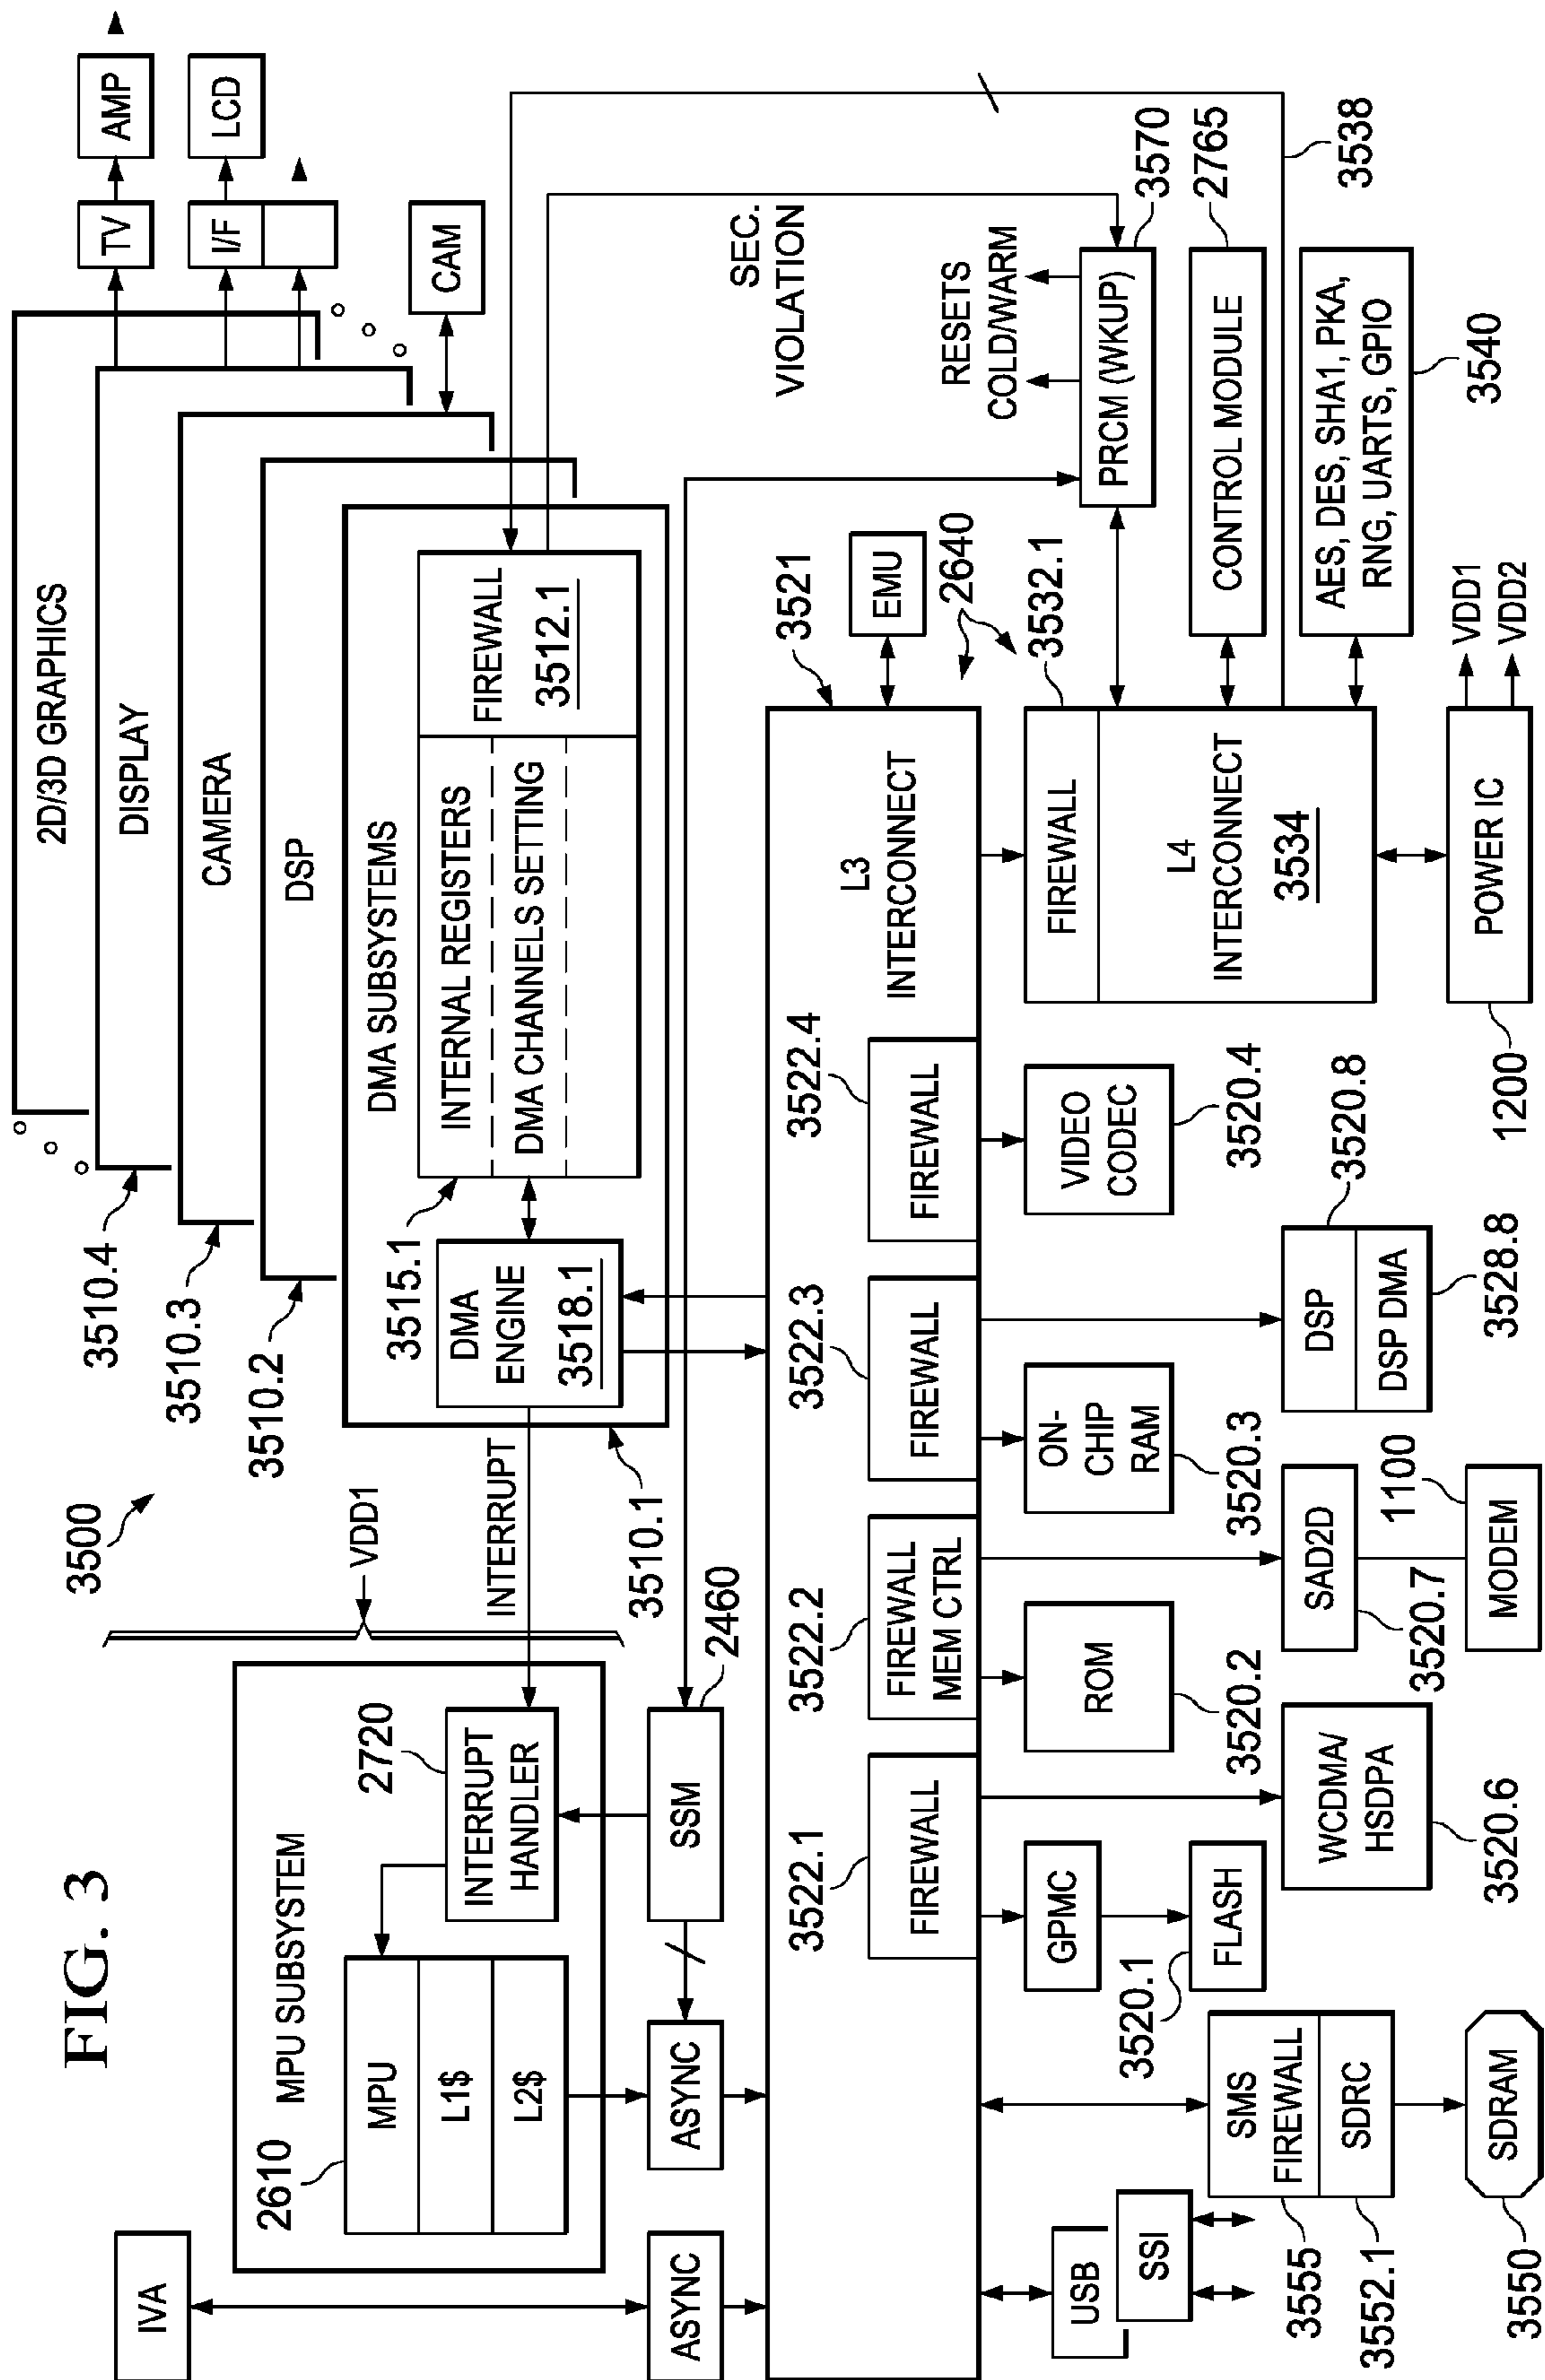 FIG. 3
3500
IVA
MPU SUBSYSTEM
2610
MPU
L1$
L2$
2720
INTERRUPT
HANDLER
VDD1
INTERRUPT
ASYNC
ASYNC
SSM
2460
3510.4
3510.3
3510.2
3510.1
2D/3D GRAPHICS
DISPLAY
CAMERA
DSP
DMA SUBSYSTEMS
3515.1
DMA
ENGINE
3518.1
INTERNAL REGISTERS
DMA CHANNELS SETTING
FIREWALL
3512.1
TV
AMP
I/F
LCD
CAM
SEC.
VIOLATION
L3
INTERCONNECT
3521
EMU
2640
3522.1
FIREWALL
3522.2
FIREWALL
MEM CTRL
3522.3
FIREWALL
3522.4
FIREWALL
USB
SSI
GPMC
FLASH
3520.1
ROM
3520.2
ON-
CHIP
RAM
3520.3
VIDEO
CODEC
3520.4
SMS
FIREWALL
SDRC
3555
3552.1
SDRAM
3550
WCDMA/
HSDPA
3520.6
SAD2D
3520.7
MODEM
1100
DSP
DSP DMA
3520.8
3528.8
3532.1
FIREWALL
L4
INTERCONNECT
3534
POWER IC
1200
VDD1
VDD2
RESETS
COLD/WARM
PRCM (WKUP)
3570
CONTROL MODULE
2765
AES, DES, SHA1, PKA,
RNG, UARTS, GPIO
3540
3538